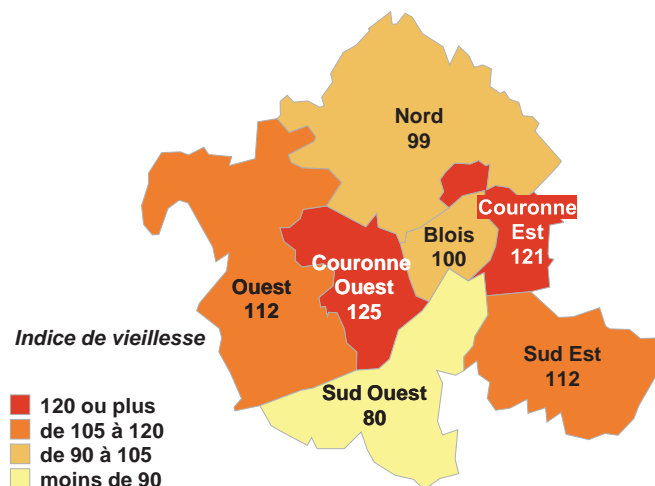 Nord
99
Couronne
Est
121
Blois
100
Couronne
Ouest
125
Ouest
112
Indice de vieillesse
Sud Est
112
Sud Ouest
80
120 ou plus
de 105 à 120
de 90 à 105
moins de 90